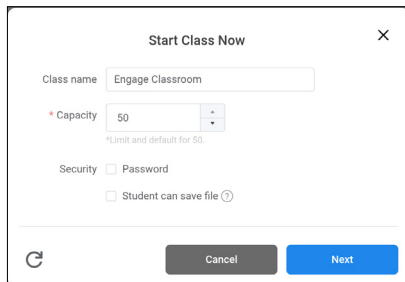 Start Class Now
Class name Engage Classroom
* Capacity 50
*Limit and default for 50.
Security Password
Student can save file ?
Cancel Next